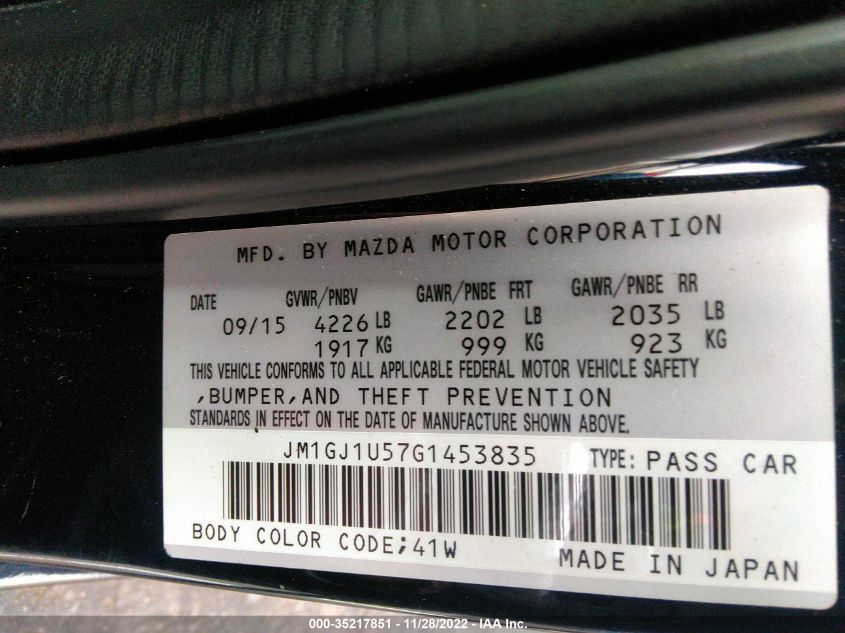 MFD. BY MAZDA MOTOR CORPORATION
DATE GVWR/PNBV GAWR/PNBE FRT GAWR/PNBE RR
09/15 4226 LB 2202 LB 2035 LB
1917 KG 999 KG 923 KG
THIS VEHICLE CONFORMS TO ALL APPLICABLE FEDERAL MOTOR VEHICLE SAFETY
,BUMPER,AND THEFT PREVENTION
STANDARDS IN EFFECT ON THE DATE OF MANUFACTURE SHOWN ABOVE.
JM1GJ1U57G1453835 TYPE: PASS CAR
BODY COLOR CODE;41W MADE IN JAPAN
000-35217851 - 11/28/2022 - IAA Inc.